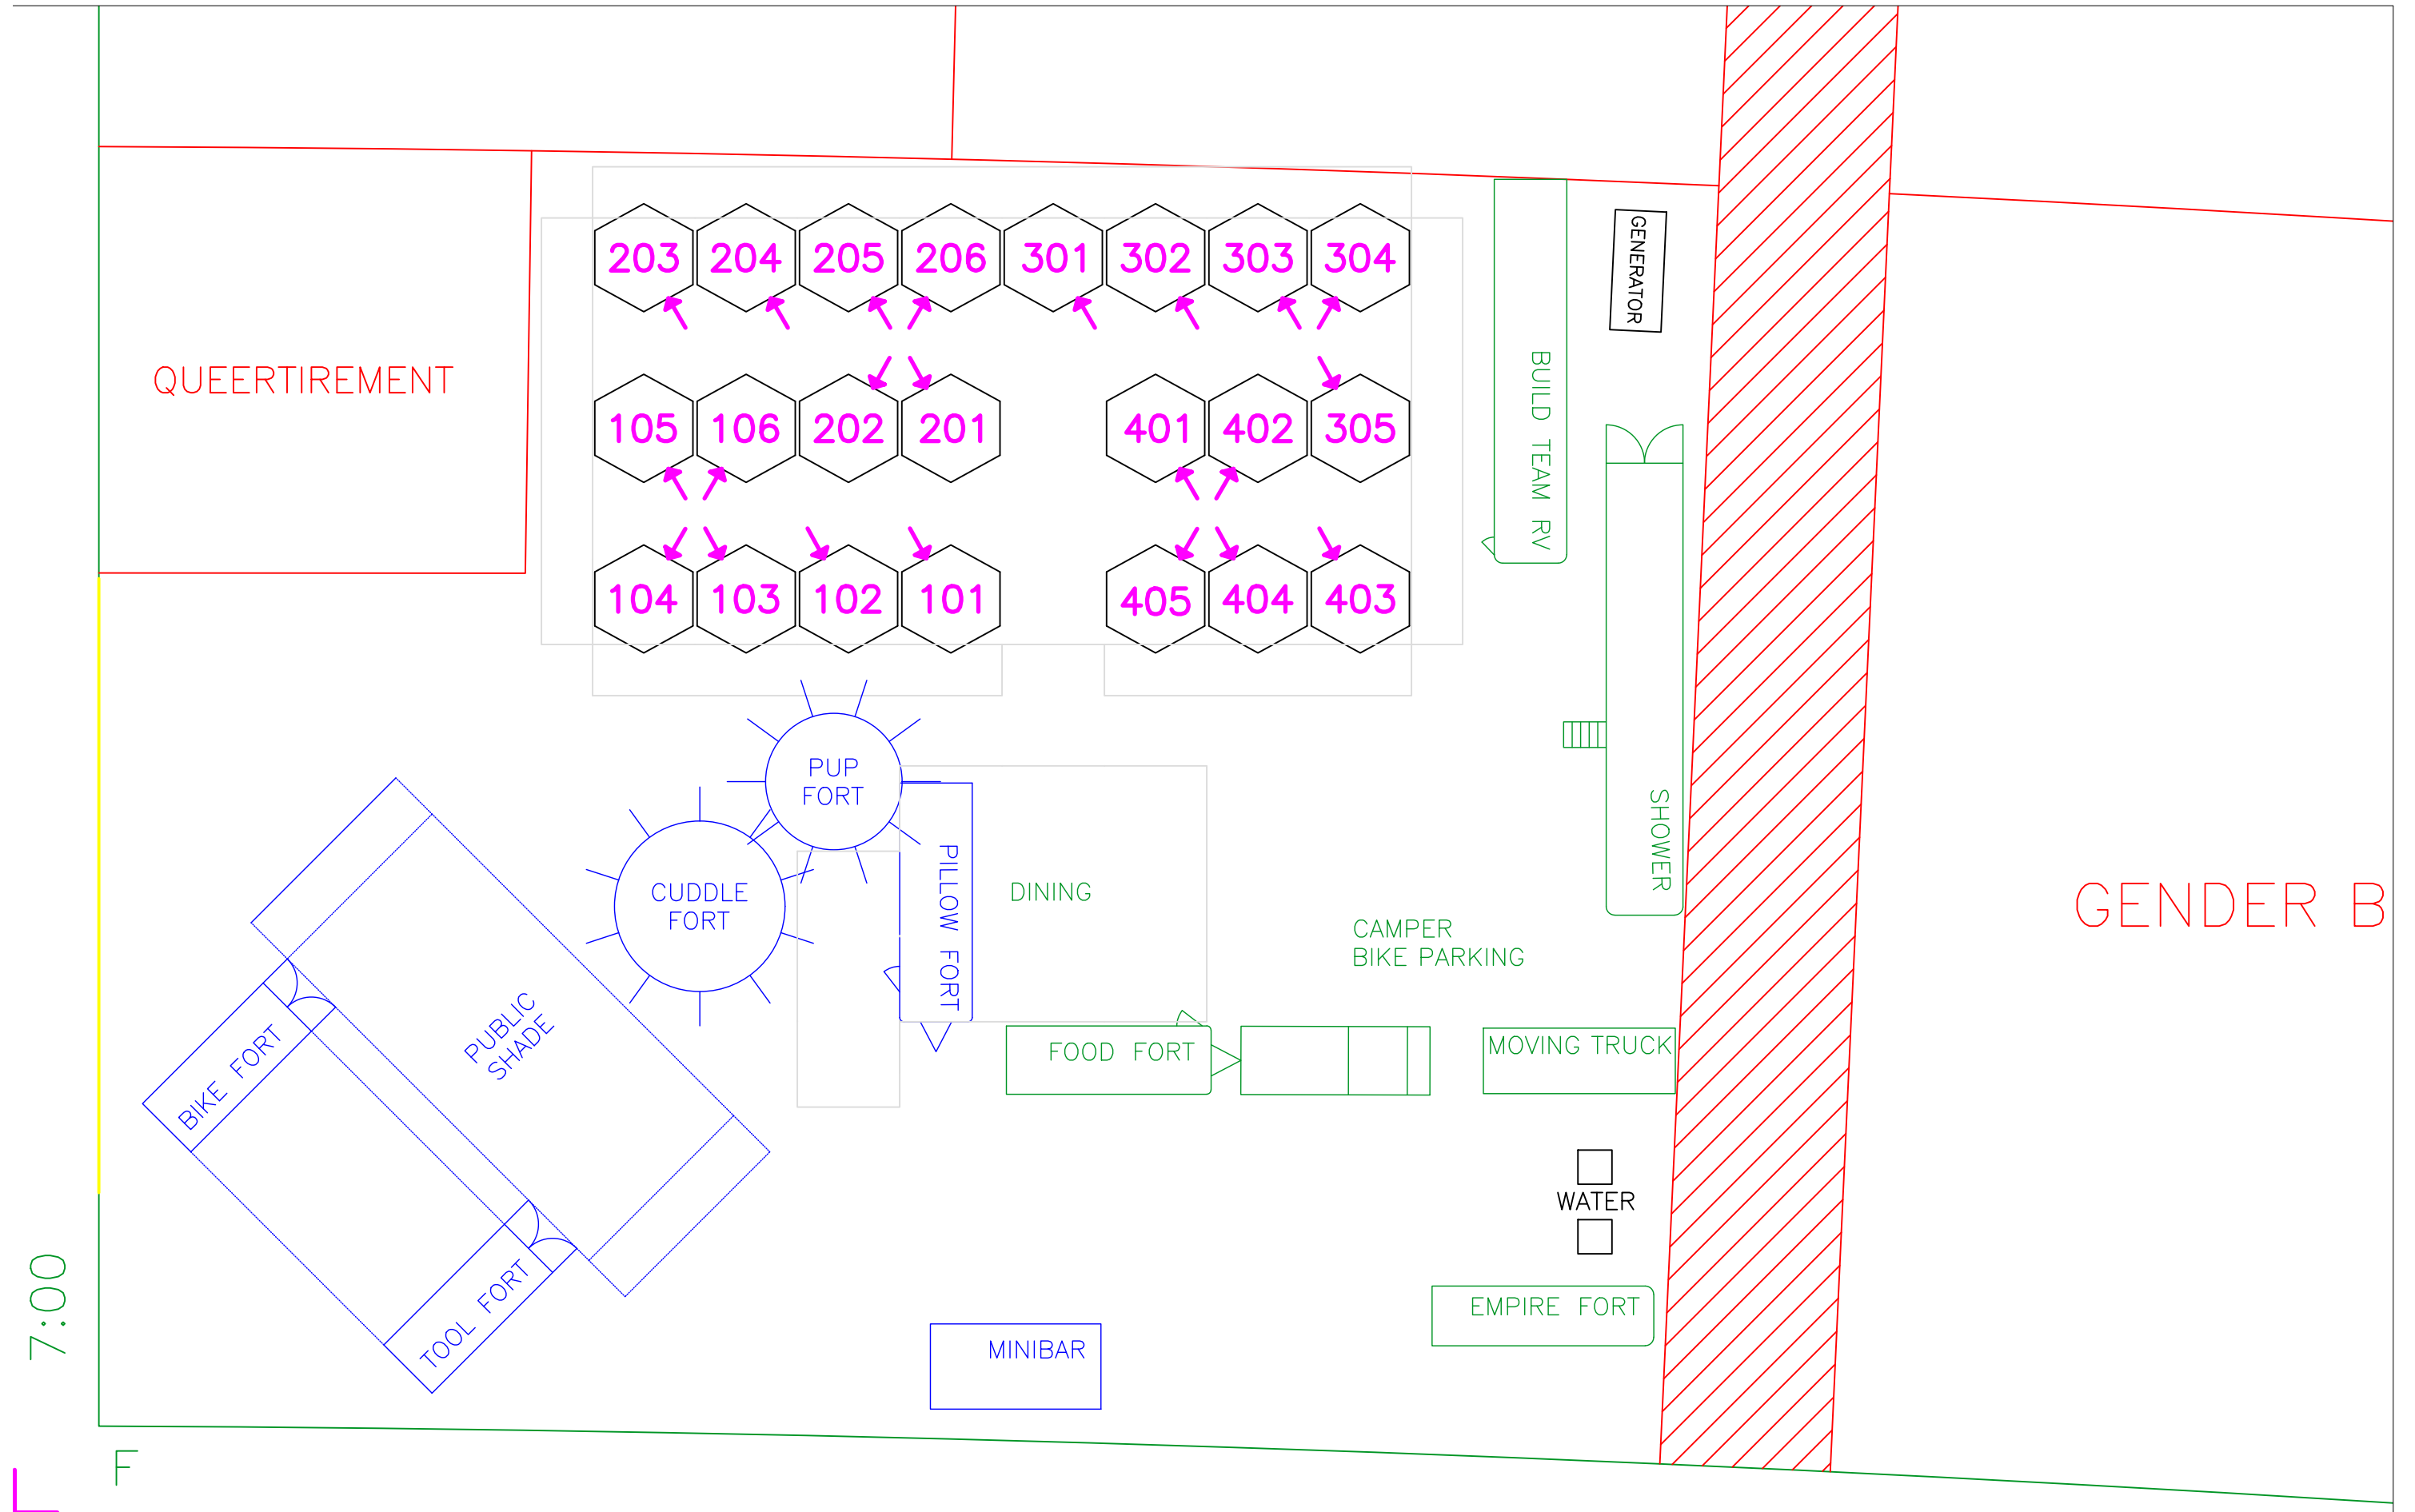 203 204 205 206 301 302 303 304
GENERATOR
QUEERTIREMENT
BUILD TEAM RV
105 106 202 201 401 402 305
104 103 102 101 405 404 403
PUP
FORT
CUDDLE
FORT
PILLOW FORT
DINING
SHOWER
CAMPER
BIKE PARKING
GENDER B
PUBLIC
SHADE
BIKE FORT
FOOD FORT
MOVING TRUCK
WATER
TOOL FORT
EMPIRE FORT
MINIBAR
7:00
F